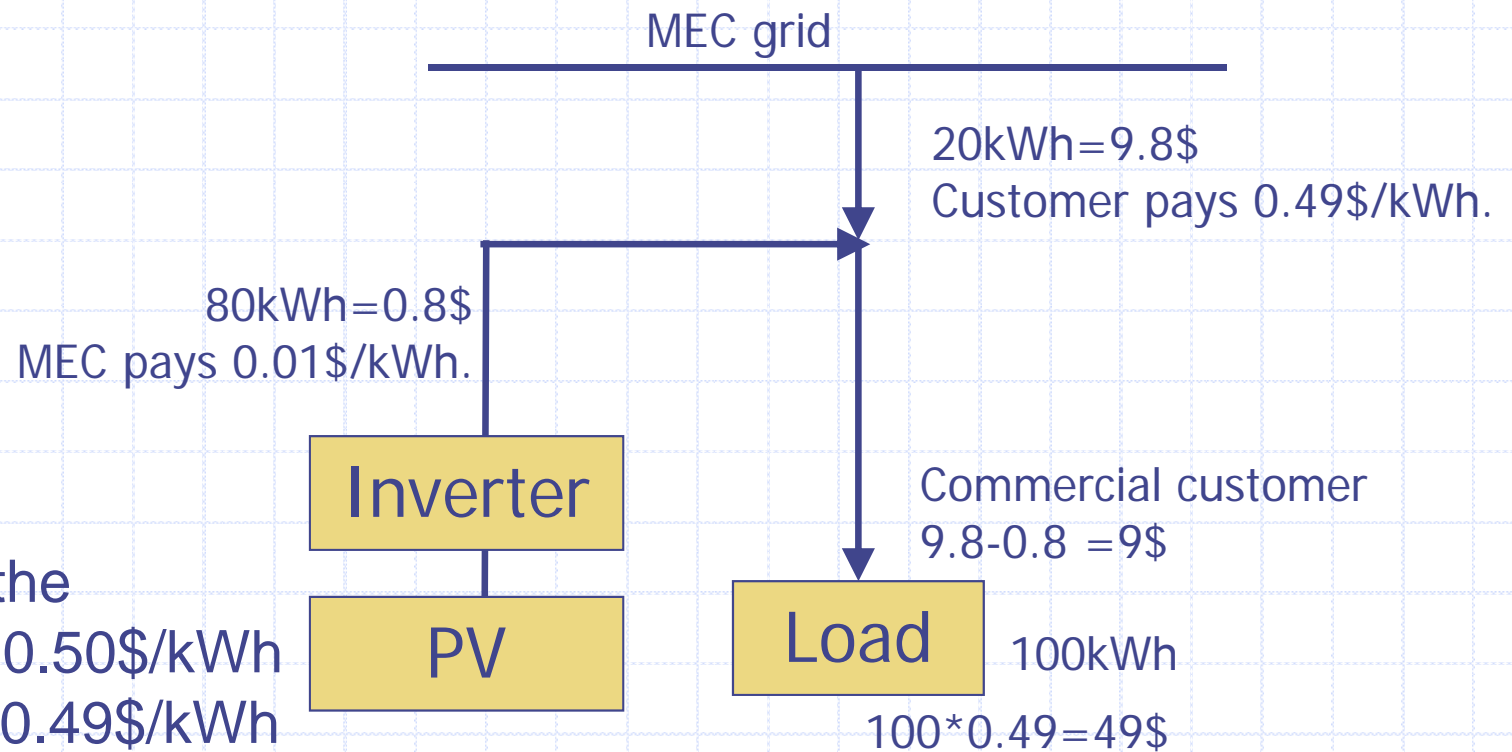 MEC grid
20kWh=9.8$
Customer pays 0.49$/kWh.
80kWh=0.8$
MEC pays 0.01$/kWh.
Inverter
Commercial customer
9.8-0.8 =9$
the
0.50$/kWh
0.49$/kWh
PV
Load
100kWh
100*0.49=49$